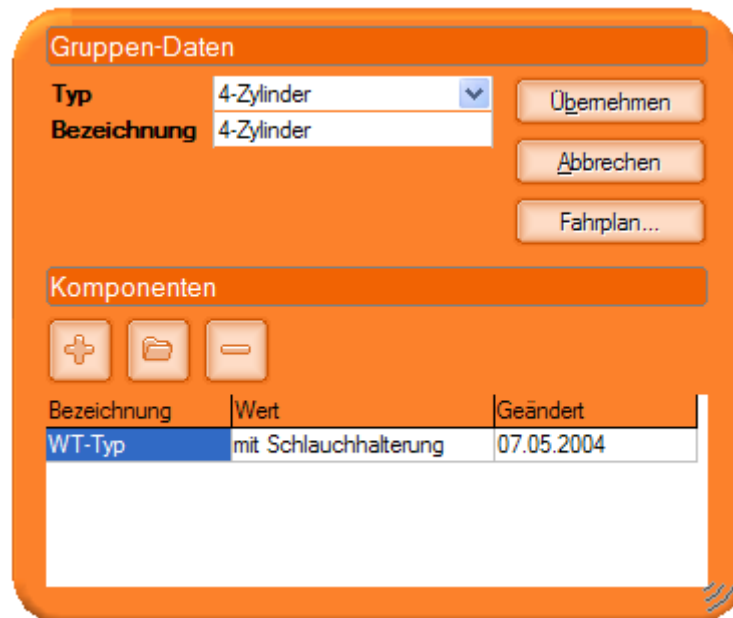 Gruppen-Daten
Typ 4-Zylinder
Bezeichnung 4-Zylinder
Übernehmen
Abbrechen
Fahrplan...
Komponenten
Bezeichnung Wert Geändert
WT-Typ mit Schlauchhalterung 07.05.2004